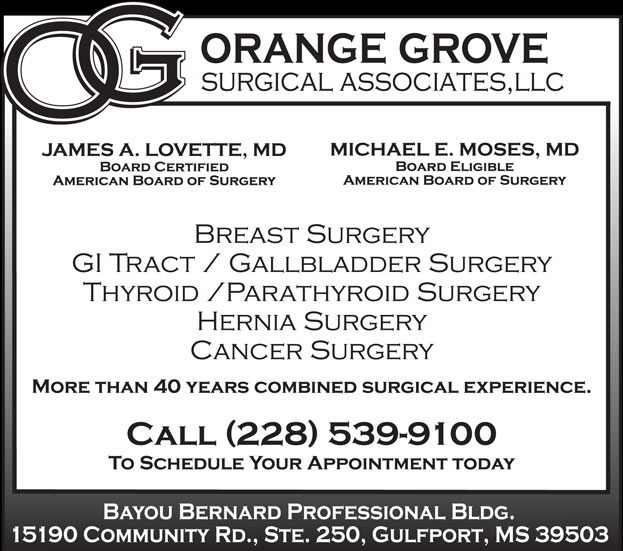 OG ORANGE GROVE
SURGICAL ASSOCIATES,LLC
JAMES A. LOVETTE, MD
BOARD CERTIFIED
AMERICAN BOARD OF SURGERY
MICHAEL E. MOSES, MD
BOARD ELIGIBLE
AMERICAN BOARD OF SURGERY
BREAST SURGERY
GI TRACT / GALLBLADDER SURGERY
THYROID /PARATHYROID SURGERY
HERNIA SURGERY
CANCER SURGERY
MORE THAN 40 YEARS COMBINED SURGICAL EXPERIENCE.
CALL (228) 539-9100
TO SCHEDULE YOUR APPOINTMENT TODAY
BAYOU BERNARD PROFESSIONAL BLDG.
15190 COMMUNITY RD., STE. 250, GULFPORT, MS 39503